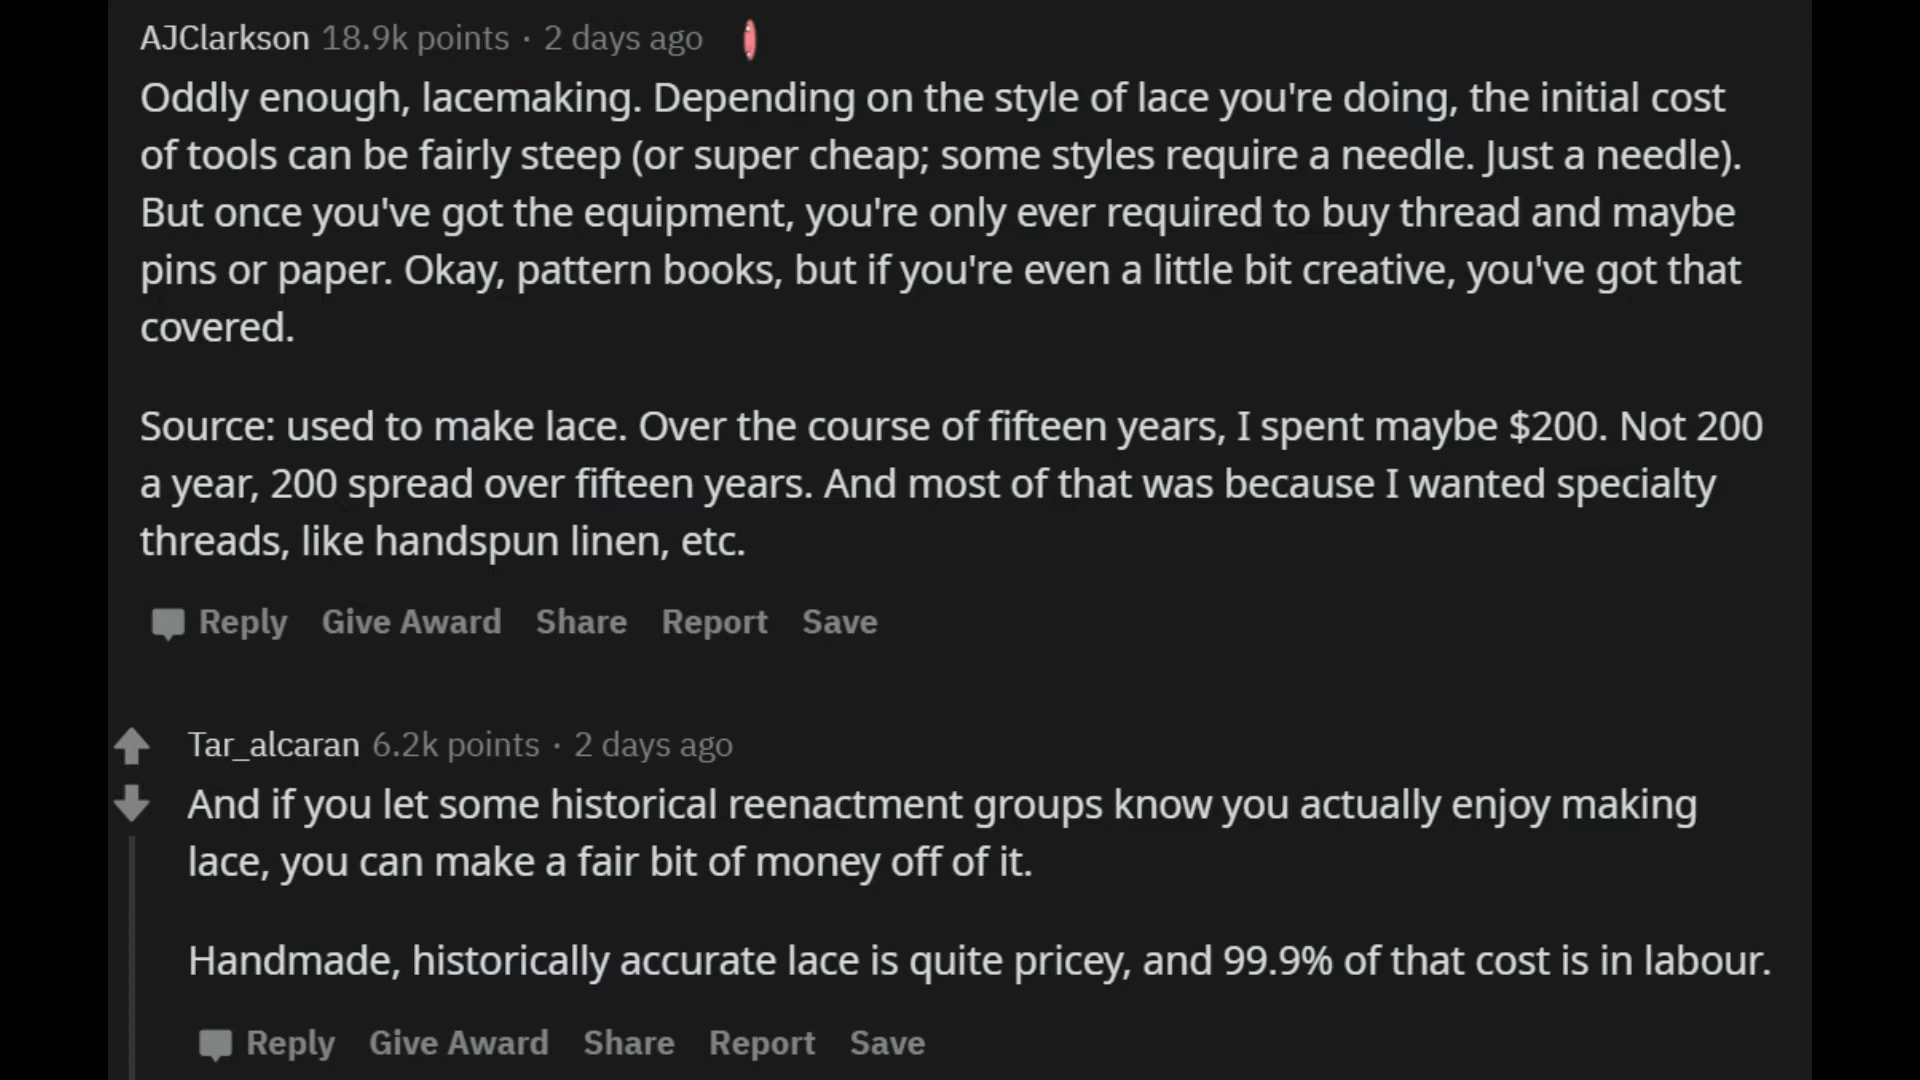 AJClarkson 18.9k points · 2 days ago
Oddly enough, lacemaking. Depending on the style of lace you're doing, the initial cost
of tools can be fairly steep (or super cheap; some styles require a needle. Just a needle).
But once you've got the equipment, you're only ever required to buy thread and maybe
pins or paper. Okay, pattern books, but if you're even a little bit creative, you've got that
covered.
Source: used to make lace. Over the course of fifteen years, I spent maybe $200. Not 200
a year, 200 spread over fifteen years. And most of that was because I wanted specialty
threads, like handspun linen, etc.
Reply Give Award Share Report Save
Tar_alcaran 6.2k points · 2 days ago
And if you let some historical reenactment groups know you actually enjoy making
lace, you can make a fair bit of money off of it.
Handmade, historically accurate lace is quite pricey, and 99.9% of that cost is in labour.
Reply Give Award Share Report Save